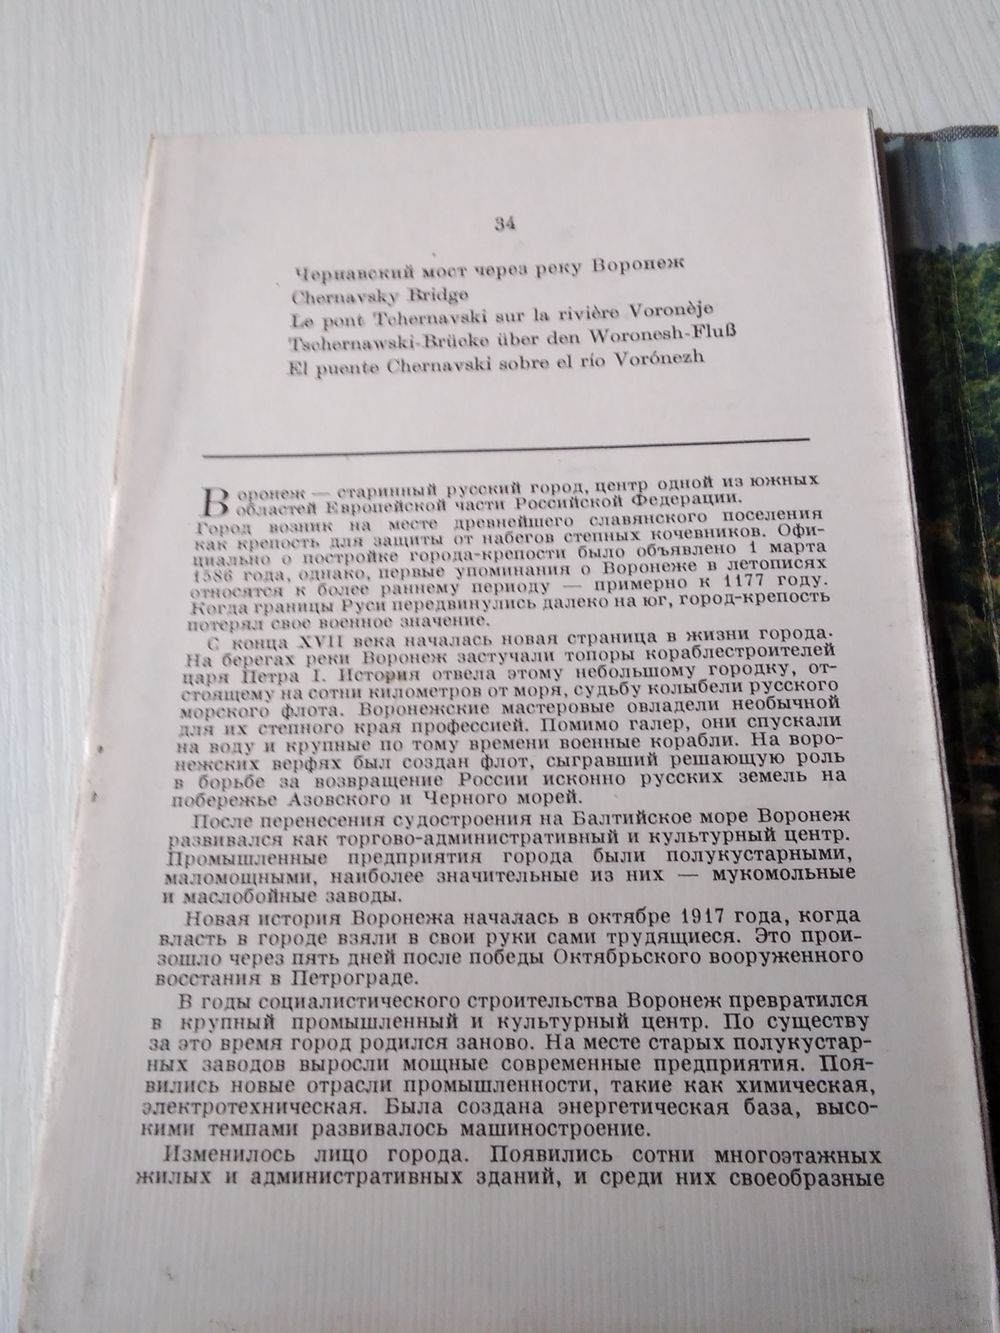 34
Чернавский мост через реку Воронеж
Chernavsky Bridge
Le pont Tchernavski sur la rivière Voronèje
Tschernawski-Brücke über den Woronesh-Fluß
El puente Chernavski sobre el río Vorónezh
Воронеж — старинный русский город, центр одной из южных
областей Европейской части Российской Федерации.
Город возник на месте древнейшего славянского поселения
как крепость для защиты от набегов степных кочевников. Офи-
циально о постройке города-крепости было объявлено 1 марта
1586 года, однако, первые упоминания о Воронеже в летописях
относятся к более раннему периоду — примерно к 1177 году.
Когда границы Руси передвинулись далеко на юг, город-крепость
потерял свое военное значение.
С конца XVII века началась новая страница в жизни города.
На берегах реки Воронеж застучали топоры кораблестроителей
царя Петра I. История отвела этому небольшому городку, от-
стоящему на сотни километров от моря, судьбу колыбели русского
морского флота. Воронежские мастеровые овладели необычной
для их степного края профессией. Помимо галер, они спускали
на воду и крупные по тому времени военные корабли. На воро-
нежских верфях был создан флот, сыгравший решающую роль
в борьбе за возвращение России исконно русских земель на
побережье Азовского и Черного морей.
После перенесения судостроения на Балтийское море Воронеж
развивался как торгово-административный и культурный центр.
Промышленные предприятия города были полукустарными,
маломощными, наиболее значительные из них — мукомольные
и маслобойные заводы.
Новая история Воронежа началась в октябре 1917 года, когда
власть в городе взяли в свои руки сами трудящиеся. Это прои-
зошло через пять дней после победы Октябрьского вооруженного
восстания в Петрограде.
В годы социалистического строительства Воронеж превратился
в крупный промышленный и культурный центр. По существу
за это время город родился заново. На месте старых полукустар-
ных заводов выросли мощные современные предприятия. Поя-
вились новые отрасли промышленности, такие как химическая,
электротехническая. Была создана энергетическая база, высо-
кими темпами развивалось машиностроение.
Изменилось лицо города. Появились сотни многоэтажных
жилых и административных зданий, и среди них своеобразные